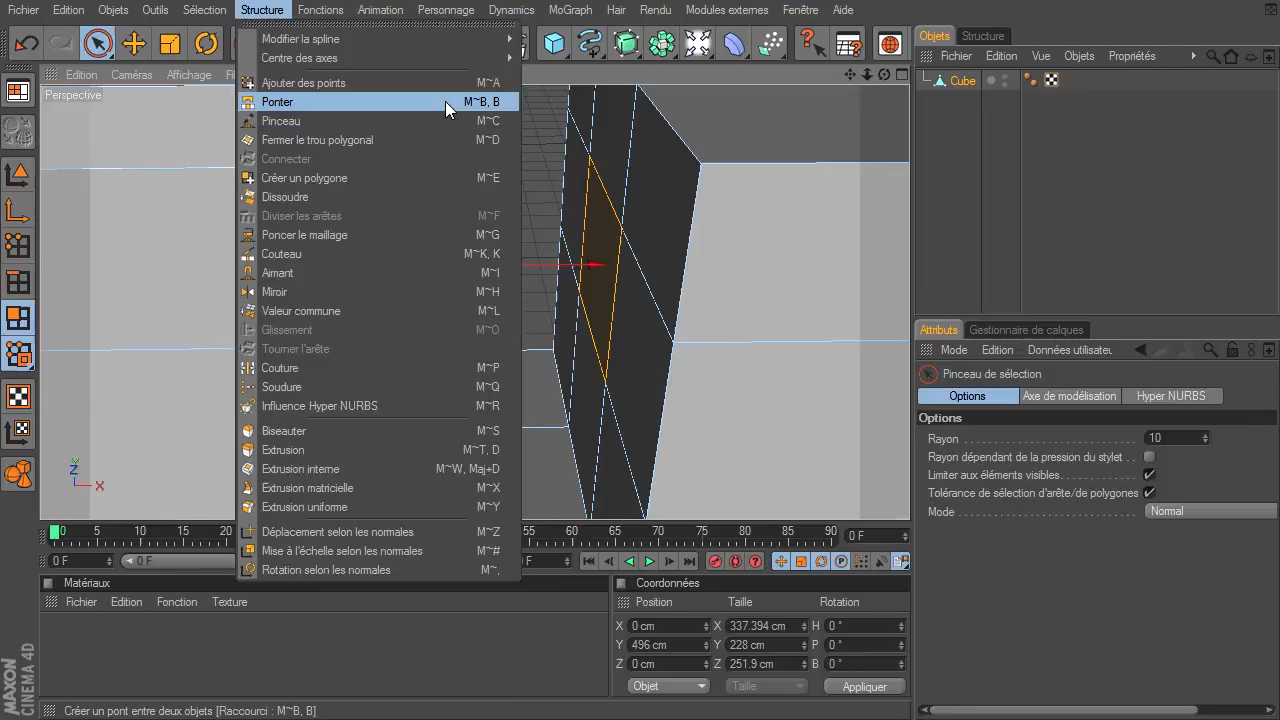 Fichier Edition Objets Outils Sélection Structure Fonctions Animation Personnage Dynamics MoGraph Hair Rendu Modules externes Fenêtre Aide
Edition Caméras Affichage
Perspective
Modifier la spline
Centre des axes
Ajouter des points M~A
Ponter M~B, B
Pinceau M~C
Fermer le trou polygonal M~D
Connecter
Créer un polygone M~E
Dissoudre
Diviser les arêtes M~F
Poncer le maillage M~G
Couteau M~K, K
Aimant M~I
Miroir M~H
Valeur commune M~L
Glissement M~O
Tourner l'arête
Couture M~P
Soudure M~Q
Influence Hyper NURBS M~R
Biseauter M~S
Extrusion M~T, D
Extrusion interne M~W, Maj+D
Extrusion matricielle M~X
Extrusion uniforme M~Y
Déplacement selon les normales M~Z
Mise à l'échelle selon les normales M~#
Rotation selon les normales M~,
Z
X
0 5 10 15 20 55 60 65 70 75 80 85 90 0 F
0 F 0 F
Matériaux
Fichier Edition Fonction Texture
Coordonnées
Position Taille Rotation
X 0 cm X 337.394 cm H 0 °
Y 496 cm Y 228 cm P 0 °
Z 0 cm Z 251.9 cm B 0 °
Objet Taille Appliquer
Objets Structure
Fichier Edition Vue Objets Propriétés
Cube
Attributs Gestionnaire de calques
Mode Edition Données utilisateu
Pinceau de sélection
Options Axe de modélisation Hyper NURBS
Options
Rayon 10
Rayon dépendant de la pression du stylet . .
Limiter aux éléments visibles
Tolérance de sélection d'arête/de polygones
Mode Normal
MAXON
CINEMA 4D
Créer un pont entre deux objets [Raccourci : M~B, B]